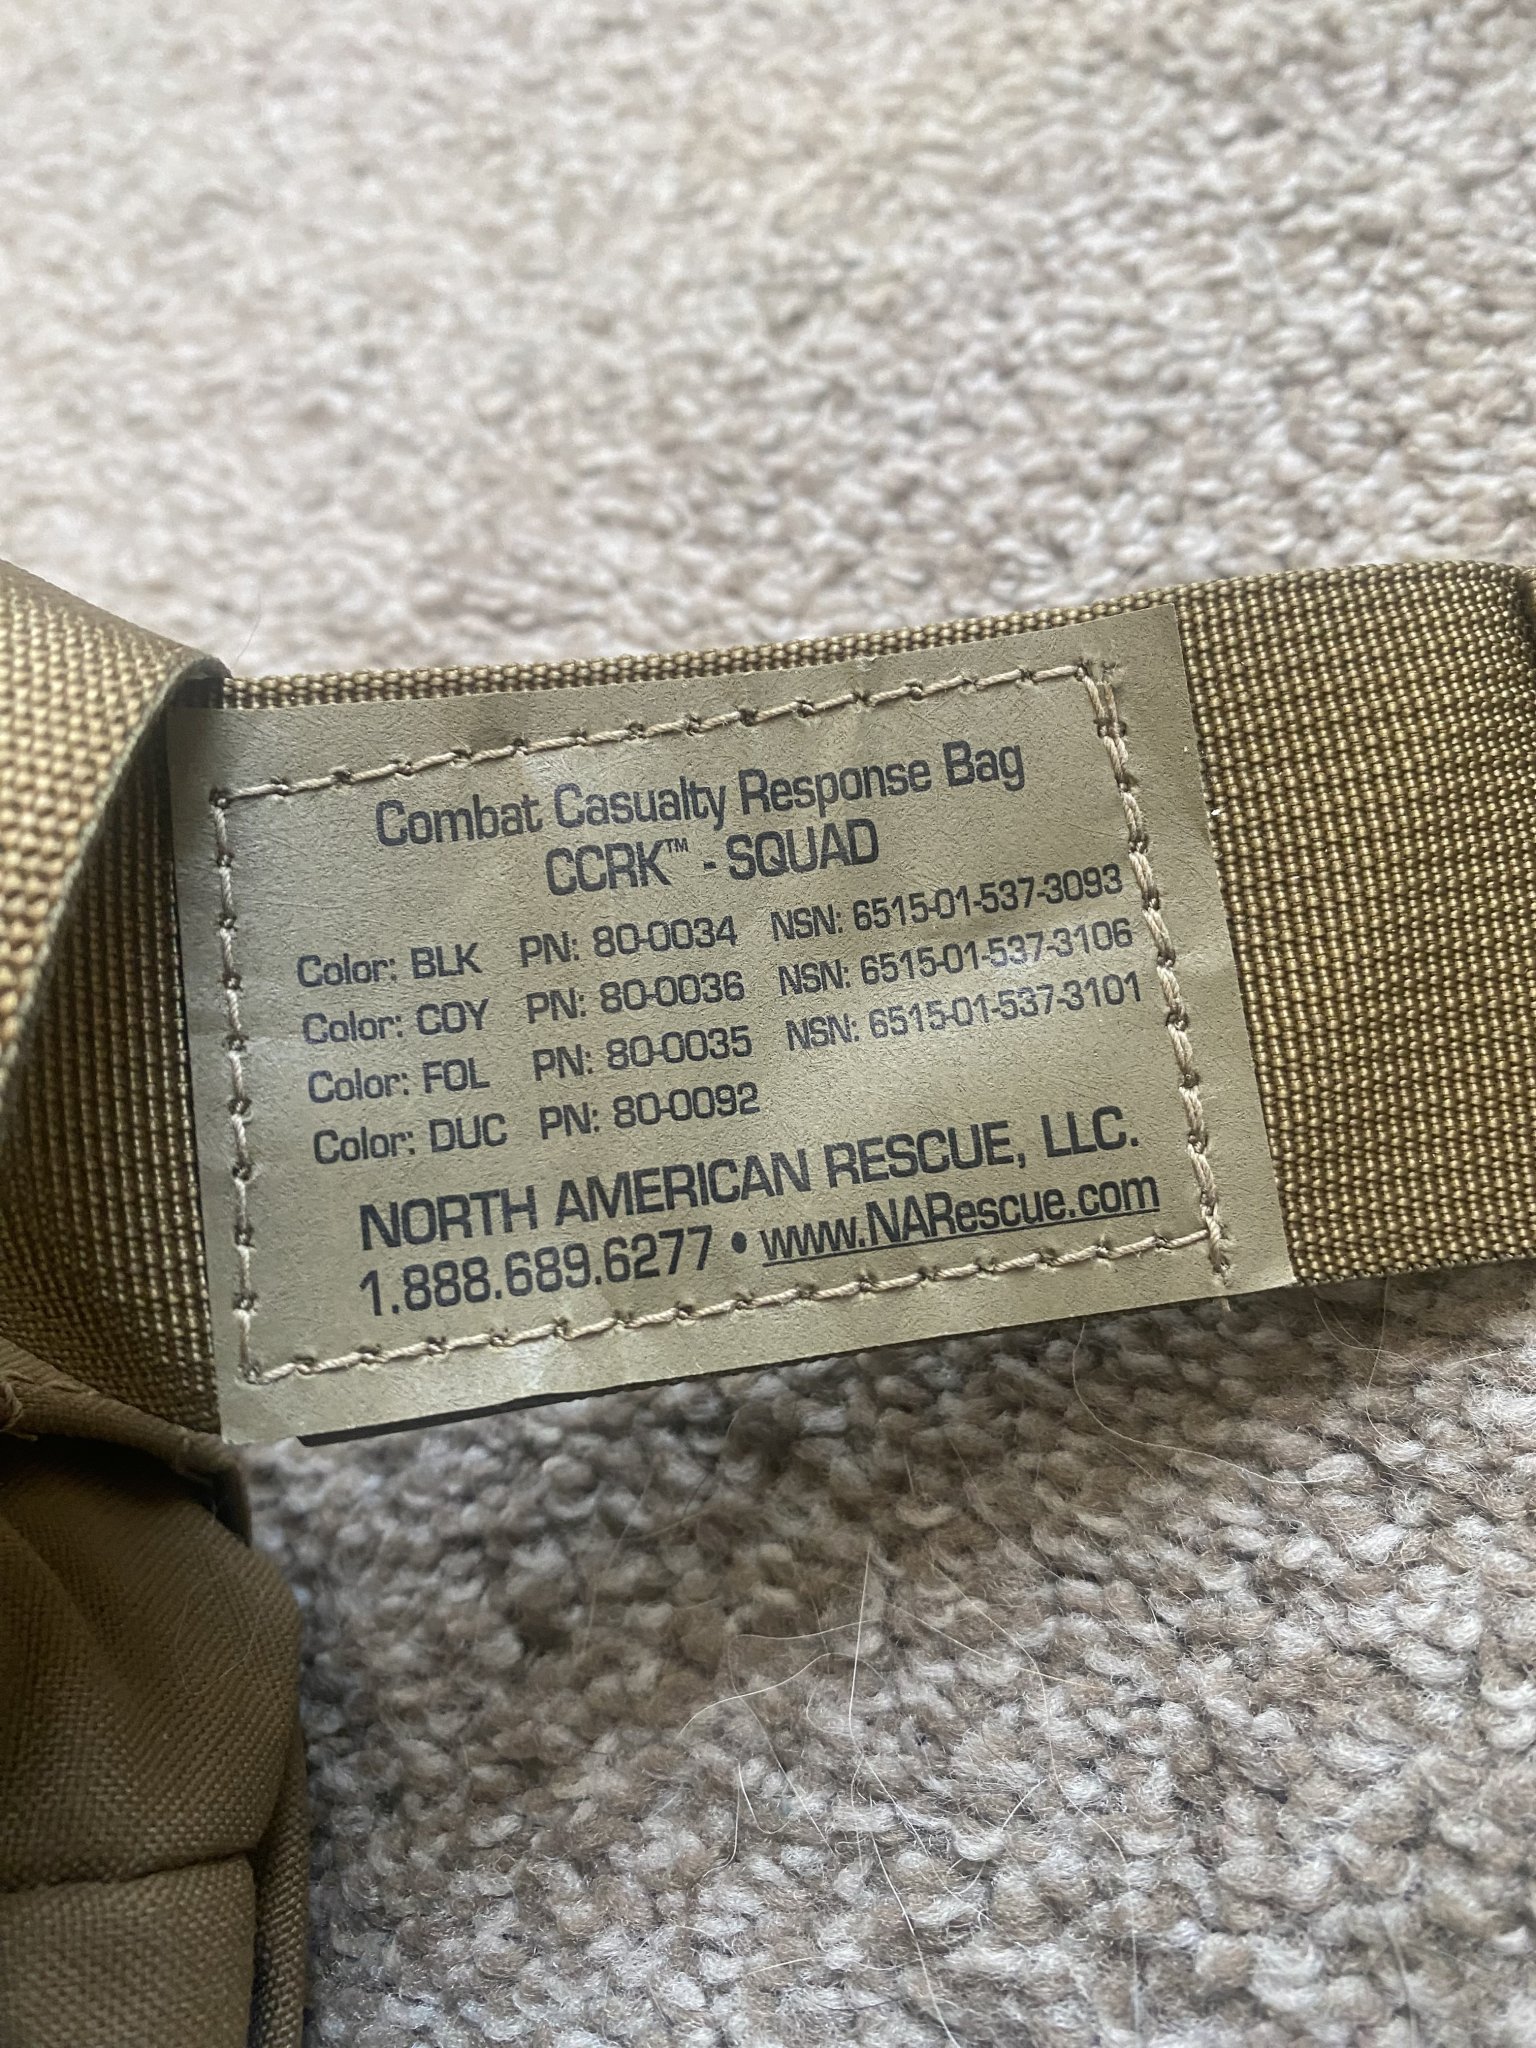 Combat Casualty Response Bag
CCRK™ - SQUAD
Color: BLK PN: 80-0034 NSN: 6515-01-537-3093
Color: COY PN: 80-0036 NSN: 6515-01-537-3106
Color: FOL PN: 80-0035 NSN: 6515-01-537-3101
Color: DUC PN: 80-0092
NORTH AMERICAN RESCUE, LLC.
1.888.689.6277 • www.NARescue.com